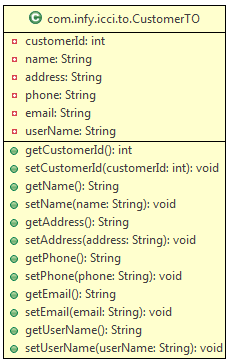 com.infy.icci.to.CustomerTO
customerId: int
name: String
address: String
phone: String
email: String
userName: String
getCustomerId(): int
setCustomerId(customerId: int): void
getName(): String
setName(name: String): void
getAddress(): String
setAddress(address: String): void
getPhone(): String
setPhone(phone: String): void
getEmail(): String
setEmail(email: String): void
getUserName(): String
setUserName(userName: String): void